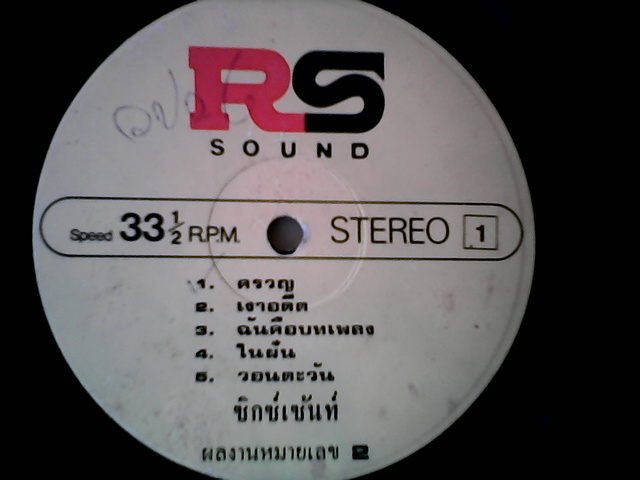 RS
SOUND
Speed 33 1/2 R.P.M. STEREO 1
1. ครวญ
2. เงาอดีต
3. ฉันคือบทเพลง
4. ในฝัน
5. วอนตะวัน
ซิกซ์เซ้นท์
ผลงานหมายเลข 2